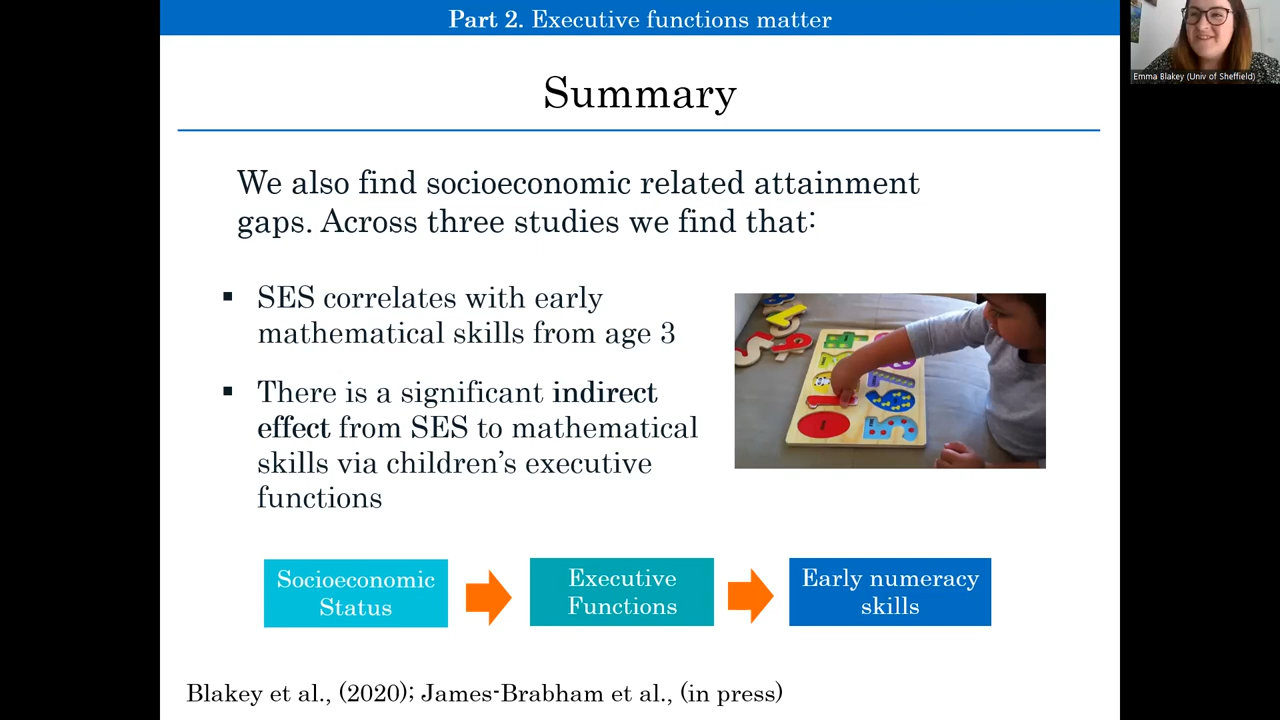 Part 2. Executive functions matter
Emma Blakey (Univ of Sheffield)
Summary
We also find socioeconomic related attainment
gaps. Across three studies we find that:
▪ SES correlates with early
mathematical skills from age 3
▪ There is a significant indirect
effect from SES to mathematical
skills via children’s executive
functions
Socioeconomic
Status
Executive
Functions
Early numeracy
skills
Blakey et al., (2020); James-Brabham et al., (in press)